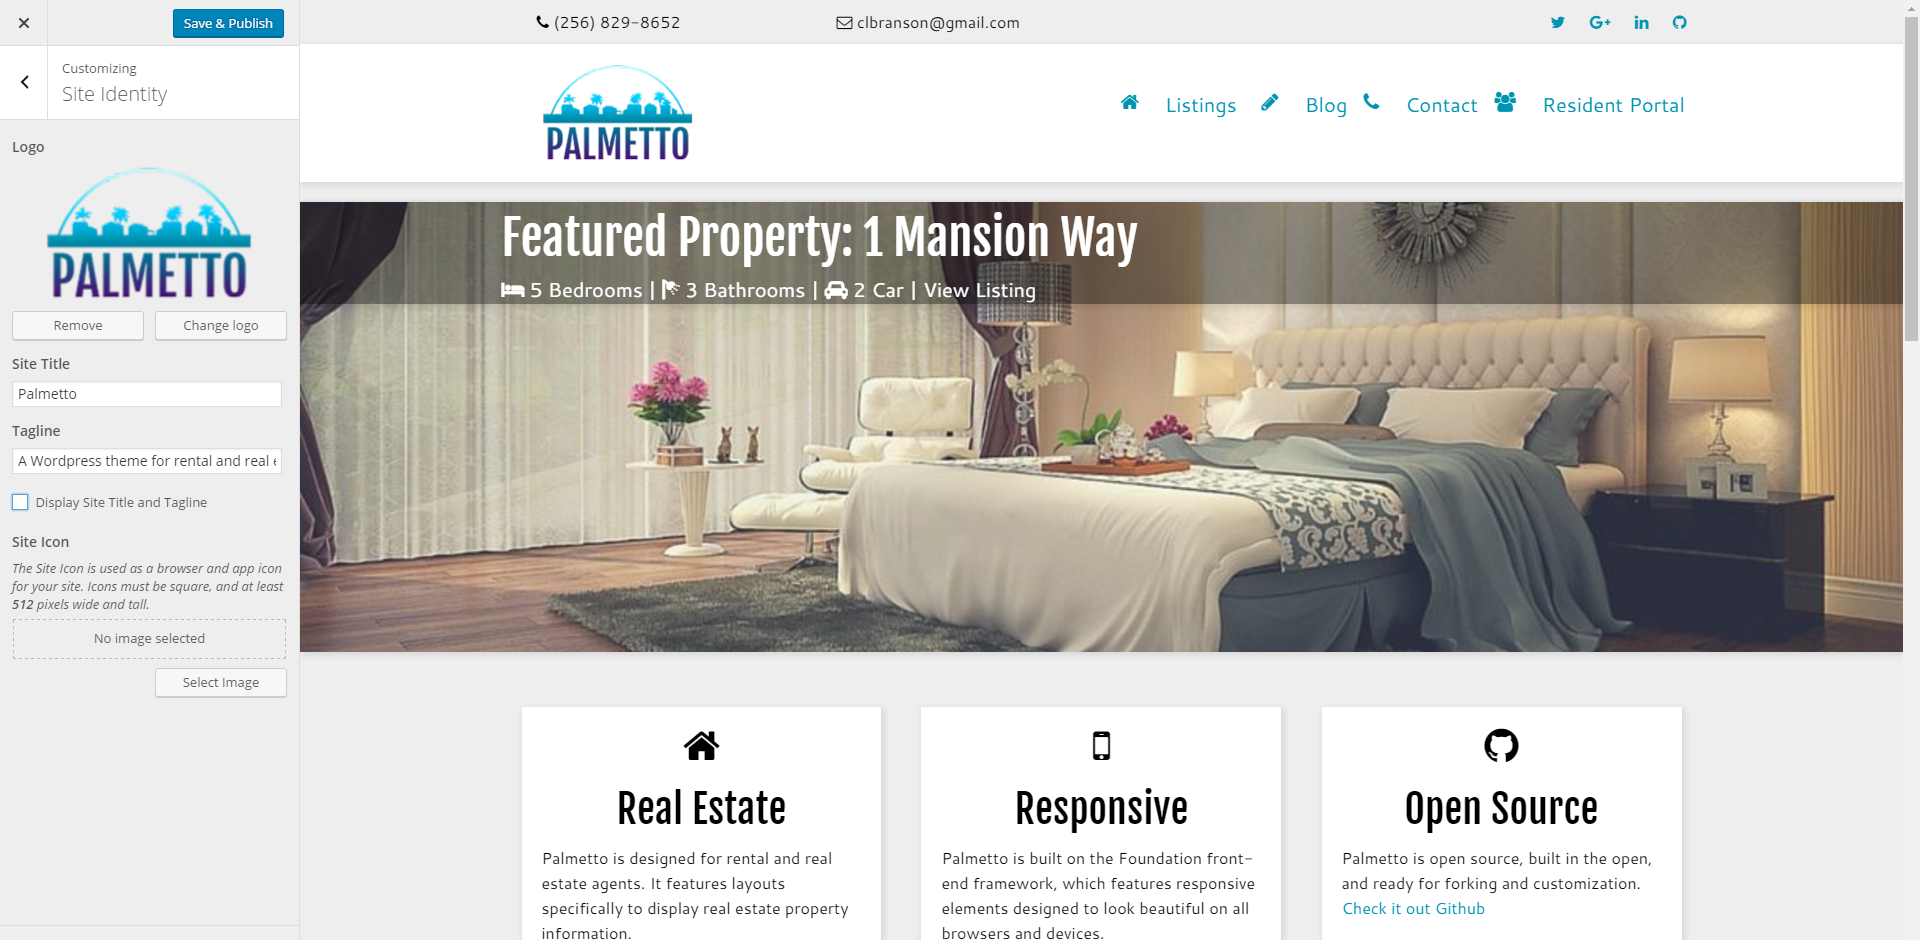 Save & Publish
Customizing
Site Identity
Logo
PALMETTO
Remove
Change logo
Site Title
Palmetto
Tagline
A Wordpress theme for rental and real
Display Site Title and Tagline
Site Icon
The Site Icon is used as a browser and app icon
for your site. Icons must be square, and at least
512 pixels wide and tall.
No image selected
Select Image
(256) 829-8652
clbranson@gmail.com
PALMETTO
Listings
Blog
Contact
Resident Portal
Featured Property: 1 Mansion Way
5 Bedrooms | 3 Bathrooms | 2 Car | View Listing
Real Estate
Palmetto is designed for rental and real
estate agents. It features layouts
specifically to display real estate property
information.
Responsive
Palmetto is built on the Foundation front-
end framework, which features responsive
elements designed to look beautiful on all
browsers and devices.
Open Source
Palmetto is open source, built in the open,
and ready for forking and customization.
Check it out Github